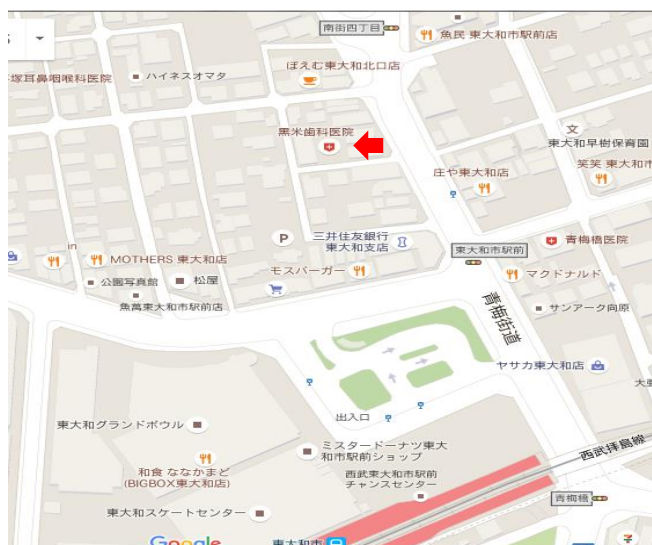 南街四丁目
魚民 東大和市駅前店
ぽえむ東大和北口店
塚耳鼻咽喉科医院
ハイネスオマタ
黒米歯科医院
文
東大和早樹保育園
笑笑 東大和市
庄や東大和店
三井住友銀行
東大和支店
P
東大和市駅前
青梅橋医院
MOTHERS 東大和店
モスバーガー
マクドナルド
公園写真館
松屋
魚萬東大和市駅前店
青梅街道
サンアーク向原
ヤサカ東大和店
大東
出入口
東大和グランドボウル
ミスタードーナツ東大
和市駅前ショップ
西武拝島線
和食 ななかまど
(BIGBOX東大和店)
西武東大和市駅前
チャンスセンター
青梅橋
東大和スケートセンター
Google
東大和市